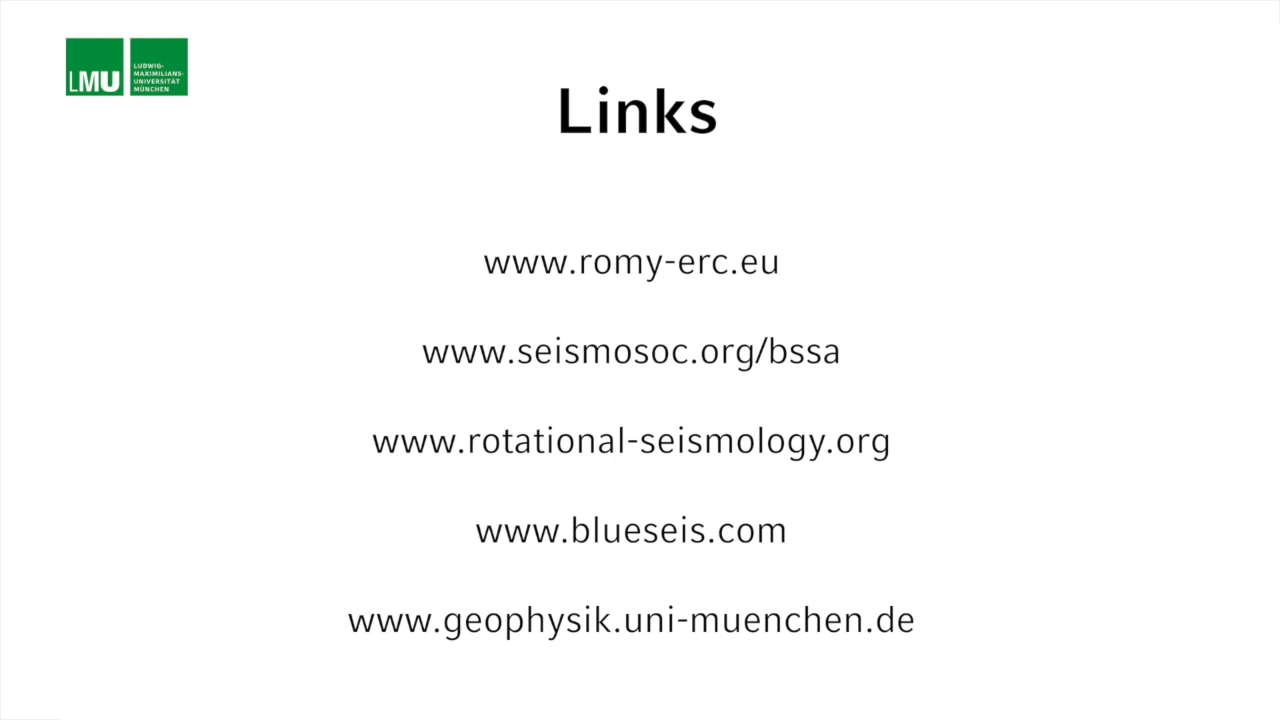 LMU
LUDWIG-
MAXIMILIANS-
UNIVERSITÄT
MÜNCHEN
Links
www.romy-erc.eu
www.seismosoc.org/bssa
www.rotational-seismology.org
www.blueseis.com
www.geophysik.uni-muenchen.de